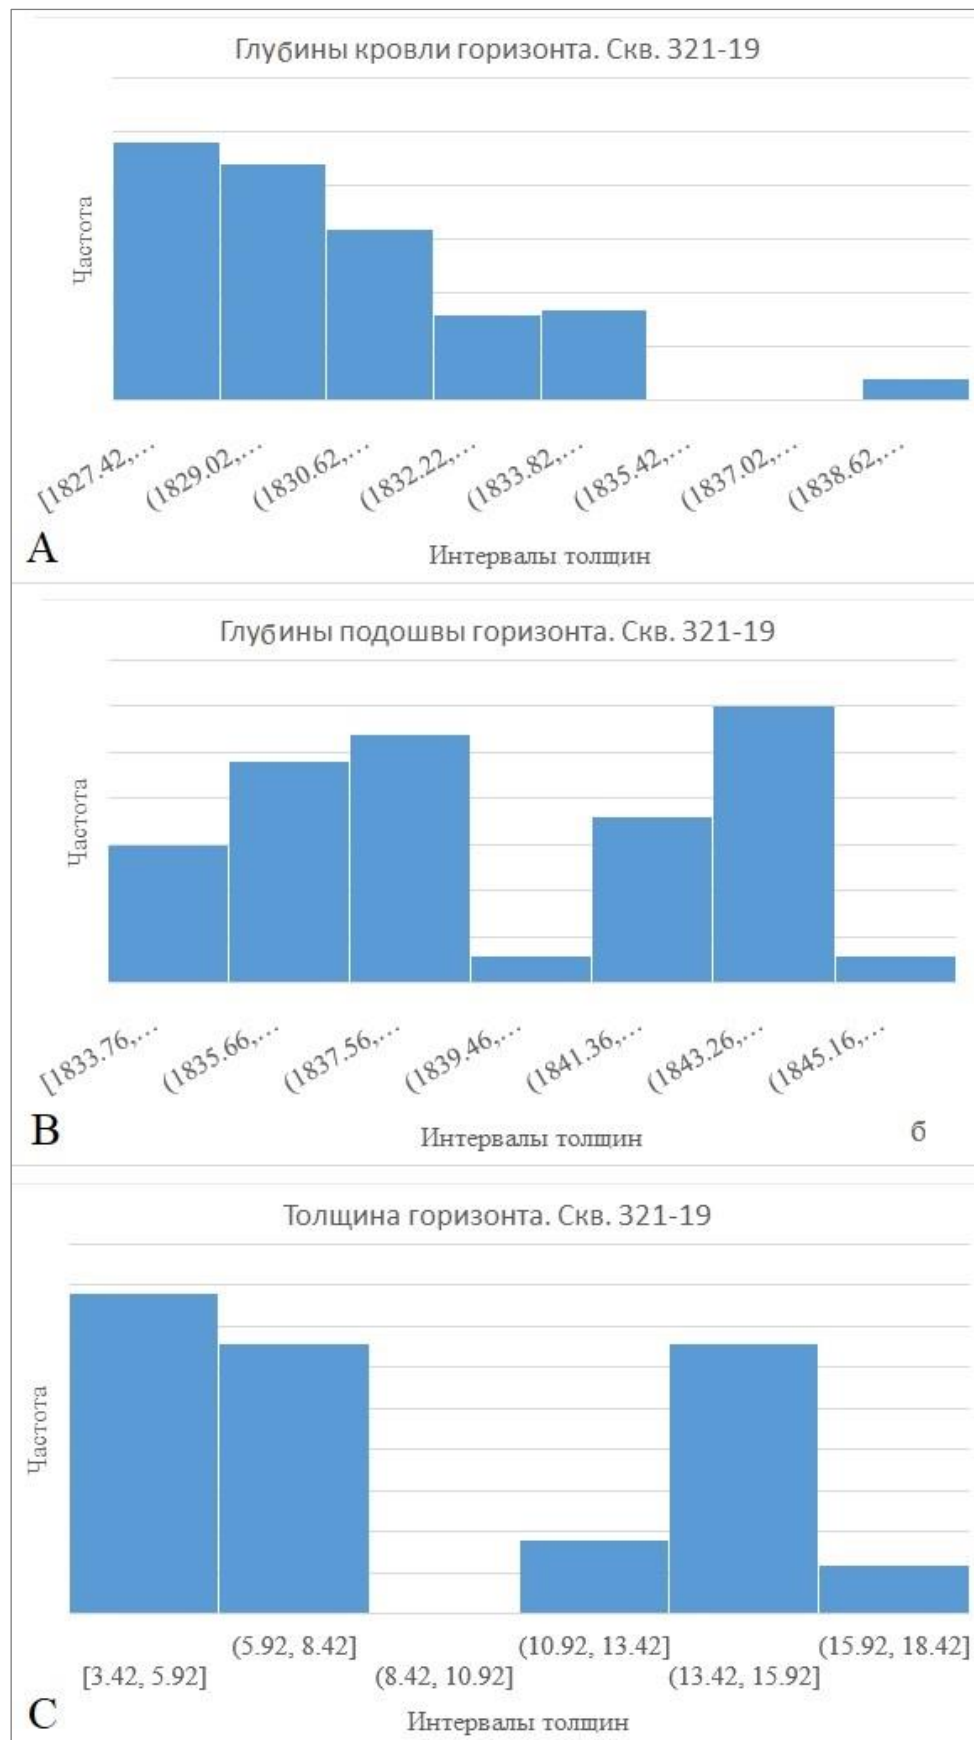 Глубины кровли горизонта. Скв. 321-19
Частота
[1827.42,...
(1829.02,...
(1830.62,...
(1832.22,...
(1833.82,...
(1835.42,...
(1837.02,...
(1838.62,...
A
Интервалы толщин
Глубины подошвы горизонта. Скв. 321-19
Частота
[1833.76,...
(1835.66,...
(1837.56,...
(1839.46,...
(1841.36,...
(1843.26,...
(1845.16,...
B
Интервалы толщин
б
Толщина горизонта. Скв. 321-19
Частота
(5.92, 8.42] (10.92, 13.42] (15.92, 18.42]
[3.42, 5.92] (8.42, 10.92] (13.42, 15.92]
C
Интервалы толщин